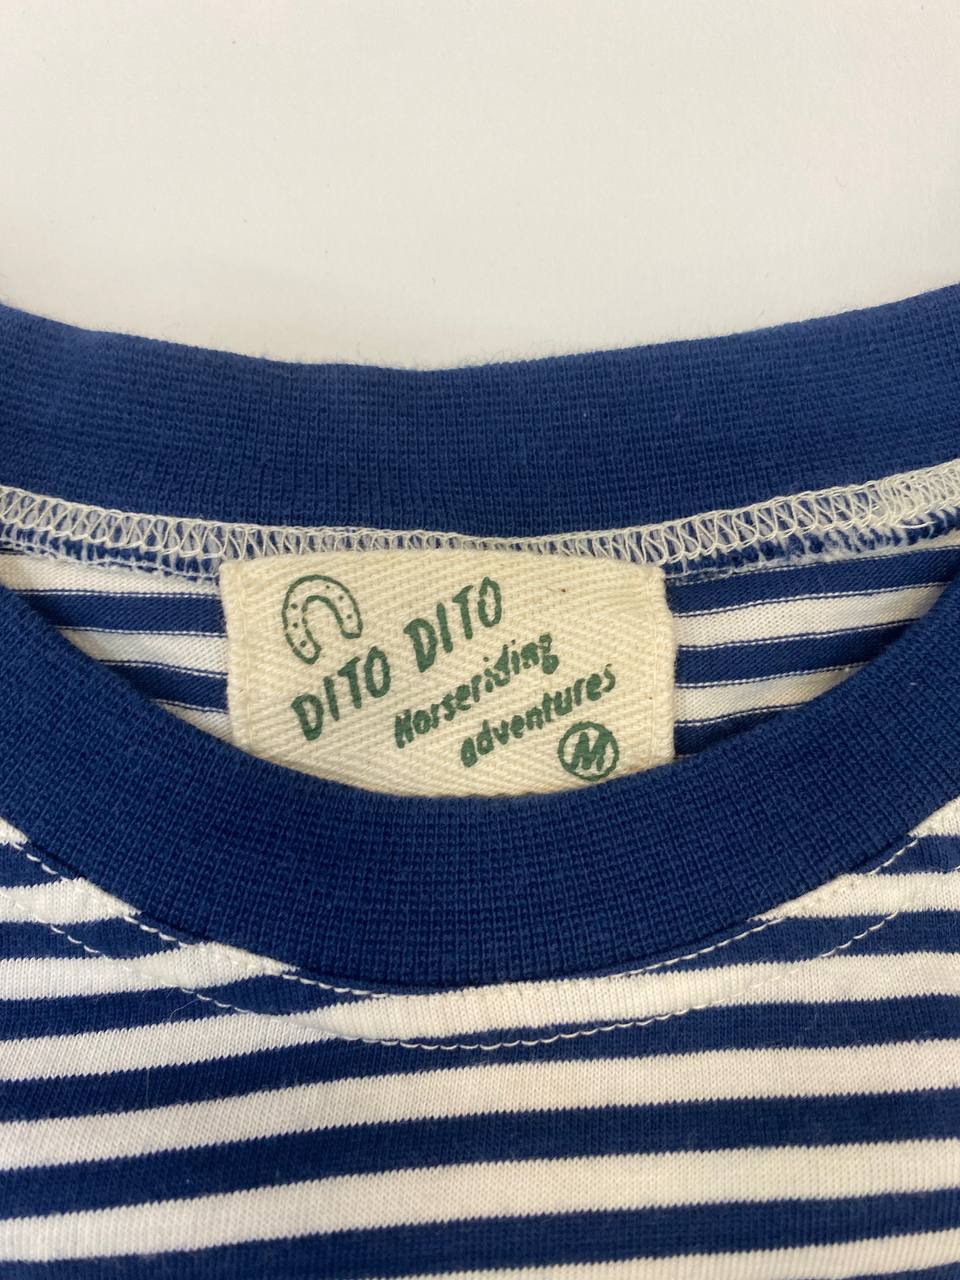 DITO DITO
Horseriding
adventures
M